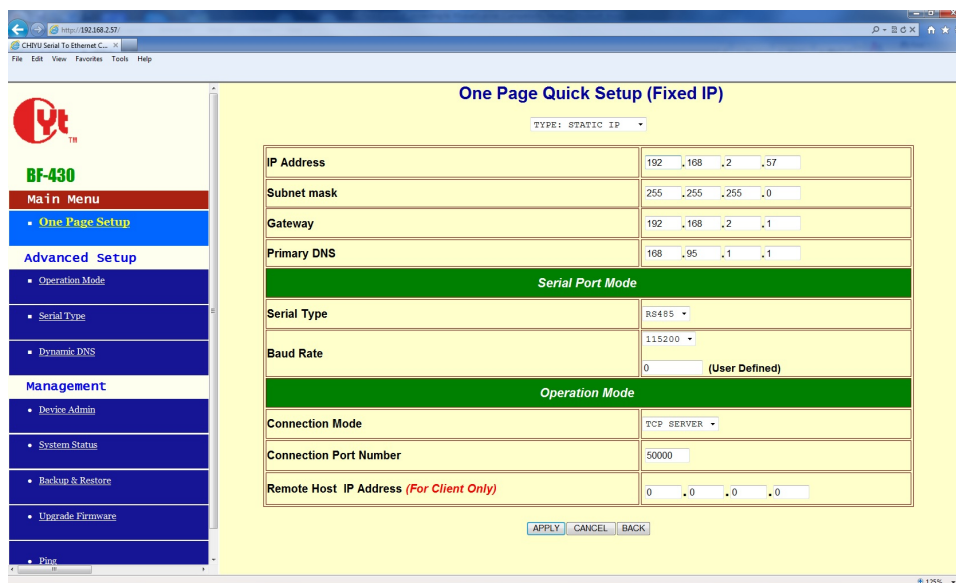 http://192.168.2.57/
CHIYU Serial To Ethernet C...
File Edit View Favorites Tools Help
CYt
TM
BF-430
Main Menu
One Page Setup
Advanced Setup
Operation Mode
Serial Type
Dynamic DNS
Management
Device Admin
System Status
Backup & Restore
Upgrade Firmware
Ping
One Page Quick Setup (Fixed IP)
TYPE: STATIC IP
IP Address 192 . 168 . 2 . 57
Subnet mask 255 . 255 . 255 . 0
Gateway 192 . 168 . 2 . 1
Primary DNS 168 . 95 . 1 . 1
Serial Port Mode
Serial Type RS485
Baud Rate 115200
0 (User Defined)
Operation Mode
Connection Mode TCP SERVER
Connection Port Number 50000
Remote Host IP Address (For Client Only) 0 . 0 . 0 . 0
APPLY CANCEL BACK
125%